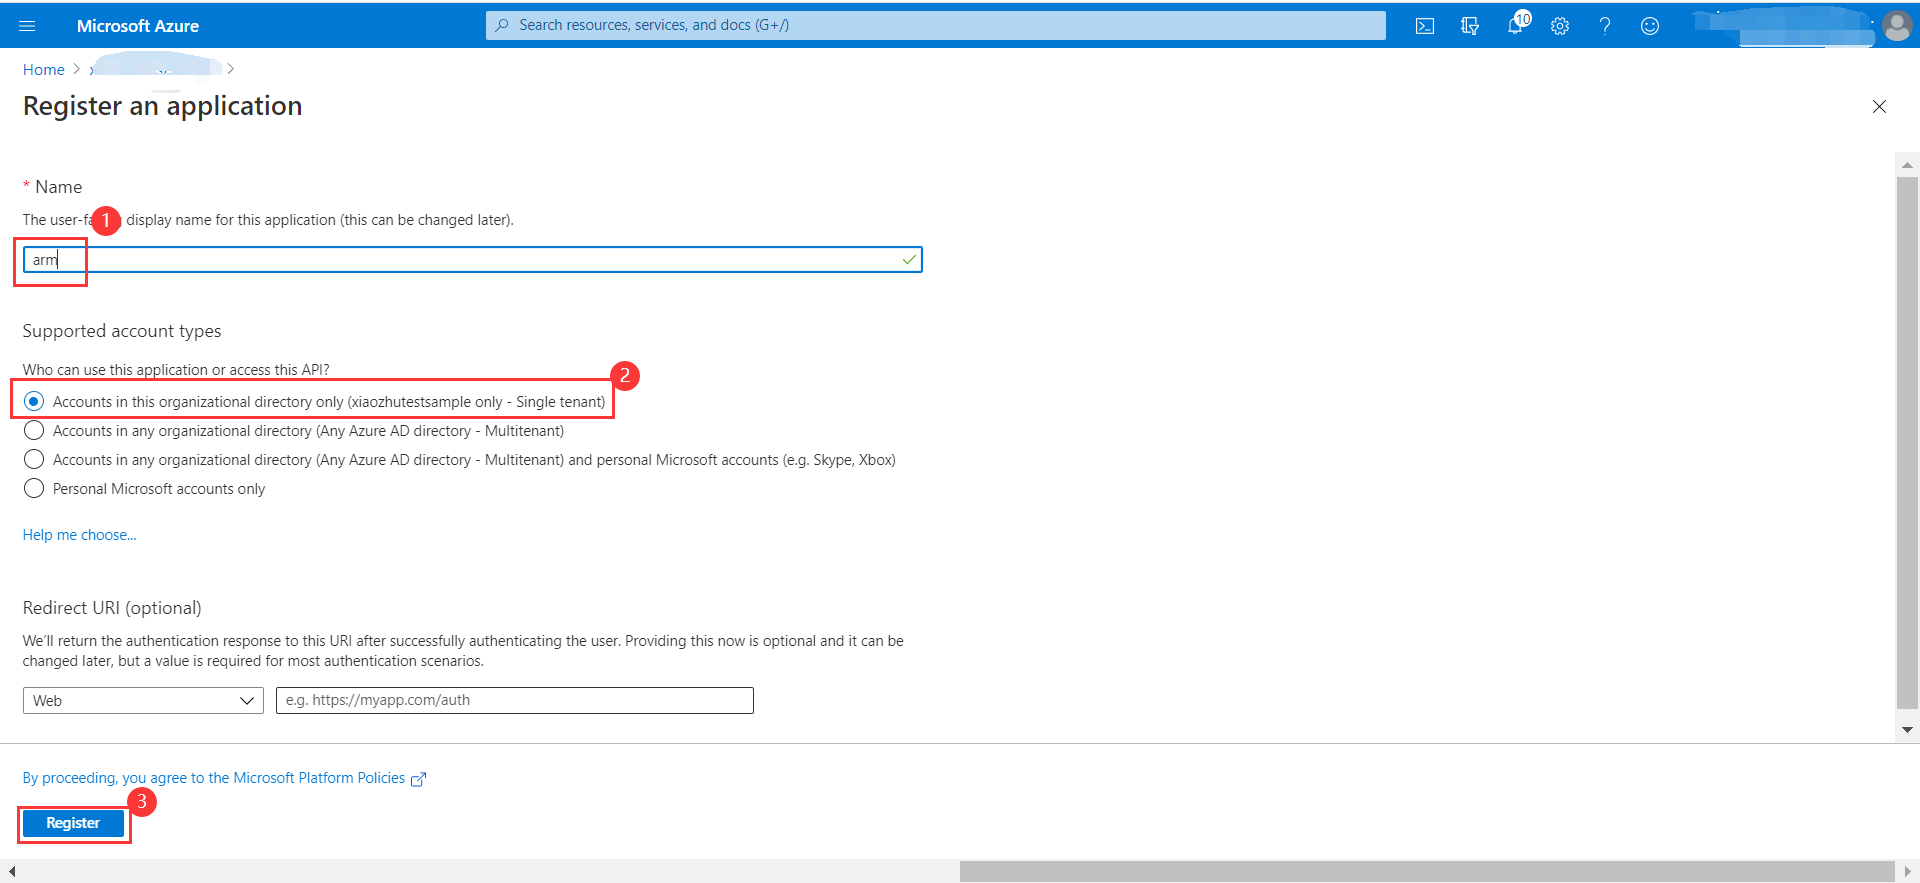 Microsoft Azure
Search resources, services, and docs (G+/)
10
Home
Register an application
* Name
The user-fa display name for this application (this can be changed later).
1
arm
Supported account types
Who can use this application or access this API?
2
Accounts in this organizational directory only (xiaozhutestsample only - Single tenant)
Accounts in any organizational directory (Any Azure AD directory - Multitenant)
Accounts in any organizational directory (Any Azure AD directory - Multitenant) and personal Microsoft accounts (e.g. Skype, Xbox)
Personal Microsoft accounts only
Help me choose...
Redirect URI (optional)
We'll return the authentication response to this URI after successfully authenticating the user. Providing this now is optional and it can be
changed later, but a value is required for most authentication scenarios.
Web
e.g. https://myapp.com/auth
By proceeding, you agree to the Microsoft Platform Policies
3
Register